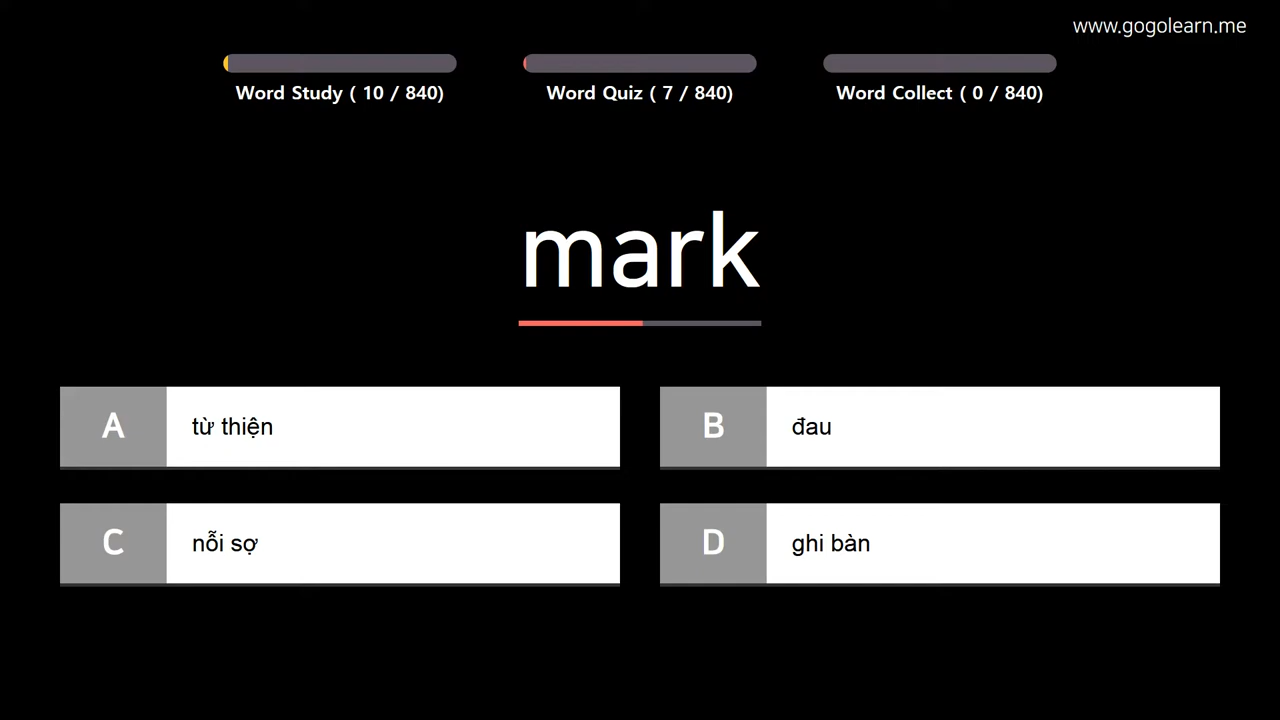 www.gogolearn.me
Word Study ( 10 / 840)
Word Quiz ( 7 / 840)
Word Collect ( 0 / 840)
mark
A
từ thiện
B
đau
C
nỗi sợ
D
ghi bàn